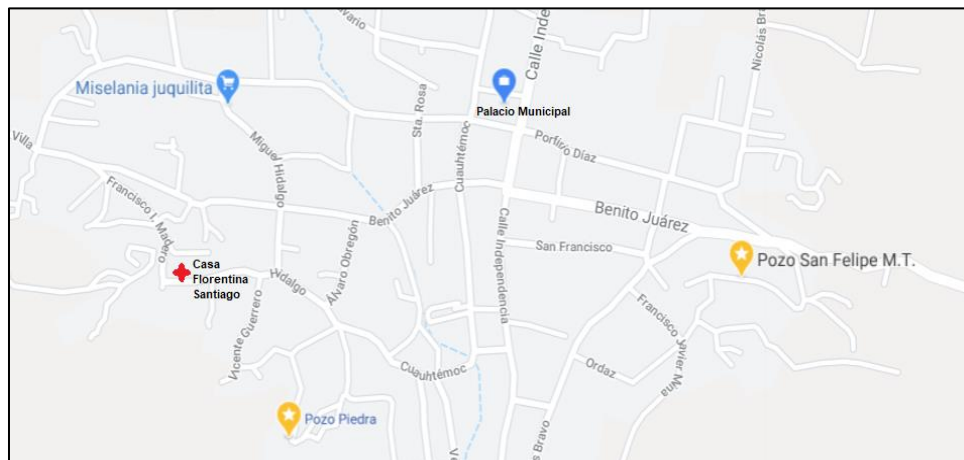 Calle Inde
Nicolás Bra
Miselania juquilita
Palacio Municipal
Sta. Rosa
Porfirio Díaz
Villa
Miguel Hidalgo
Cuauhtémoc
Benito Juárez
Francisco I. Madero
Benito Juárez
Álvaro Obregón
Calle Independencia
San Francisco
Pozo San Felipe M.T.
Casa
Florentina
Santiago
Hidalgo
Vicente Guerrero
Francisco Javier Mina
Cuauhtémoc
Ordaz
Pozo Piedra
s Bravo